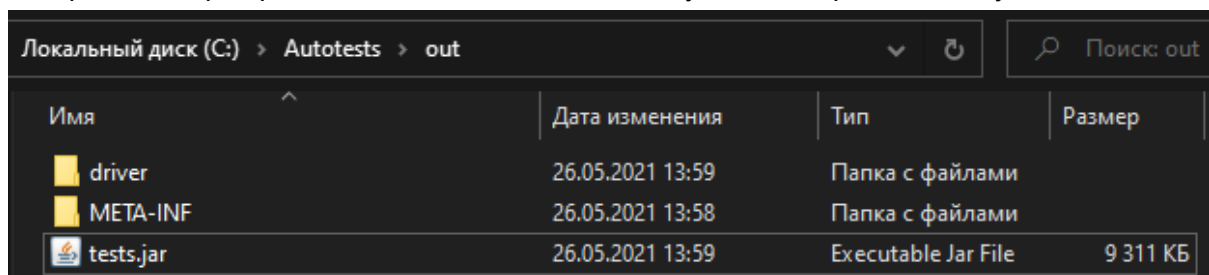 Локальный диск (C:) > Autotests > out Поиск: out
Имя Дата изменения Тип Размер
driver 26.05.2021 13:59 Папка с файлами
META-INF 26.05.2021 13:58 Папка с файлами
tests.jar 26.05.2021 13:59 Executable Jar File 9 311 КБ